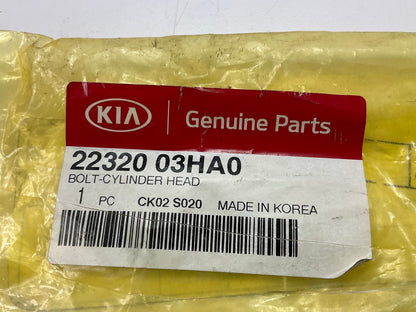 KIA
Genuine Parts
22320 03HA0
BOLT-CYLINDER HEAD
1 PC CK02 S020 MADE IN KOREA